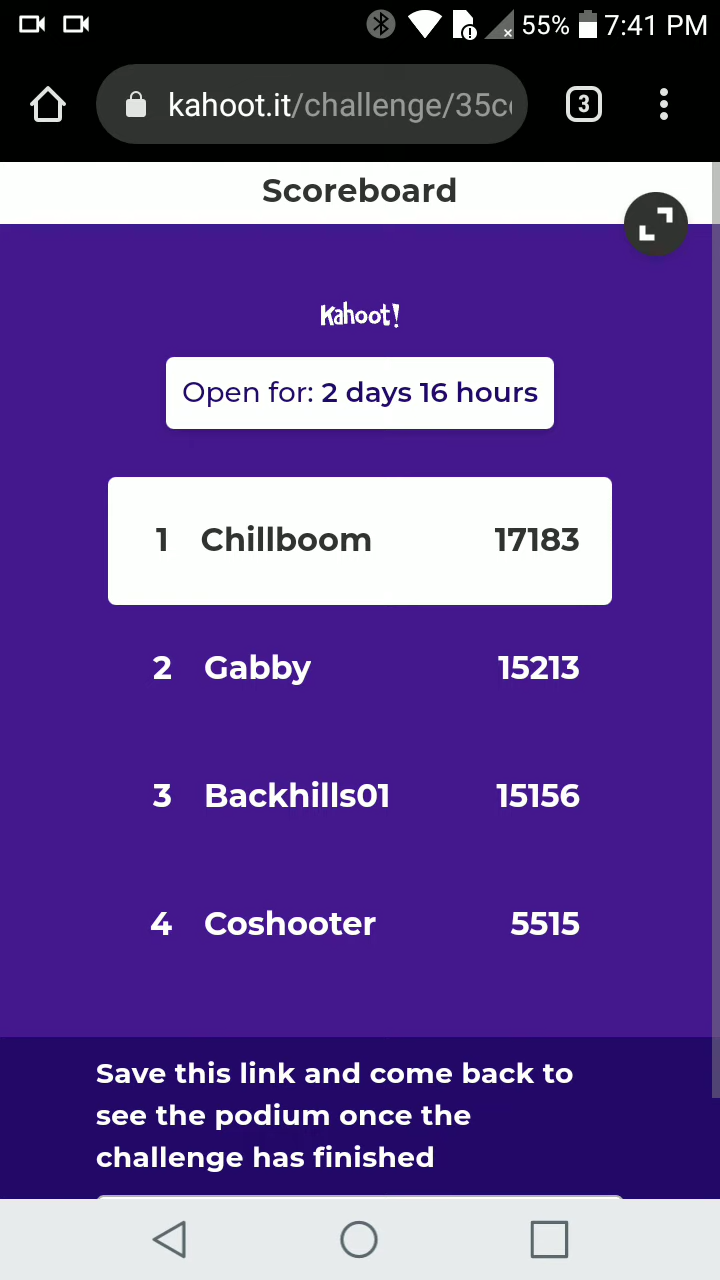 55% 7:41 PM
kahoot.it/challenge/35c
3
Scoreboard
Kahoot!
Open for: 2 days 16 hours
1 Chillboom 17183
2 Gabby 15213
3 Backhills01 15156
4 Coshooter 5515
Save this link and come back to
see the podium once the
challenge has finished